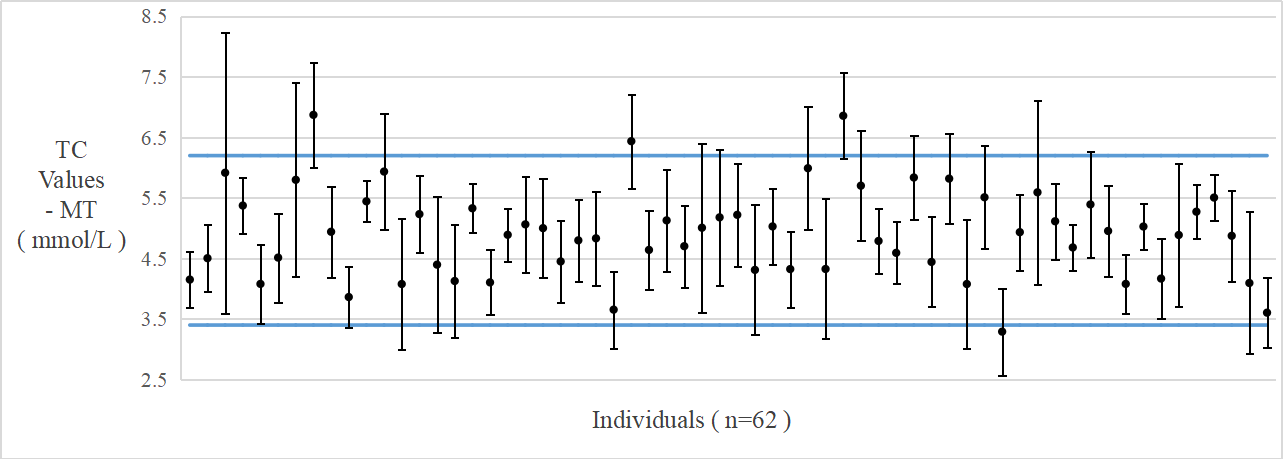 8.5
7.5
6.5
5.5
4.5
3.5
2.5
TC
Values
- MT
( mmol/L )
Individuals ( n=62 )